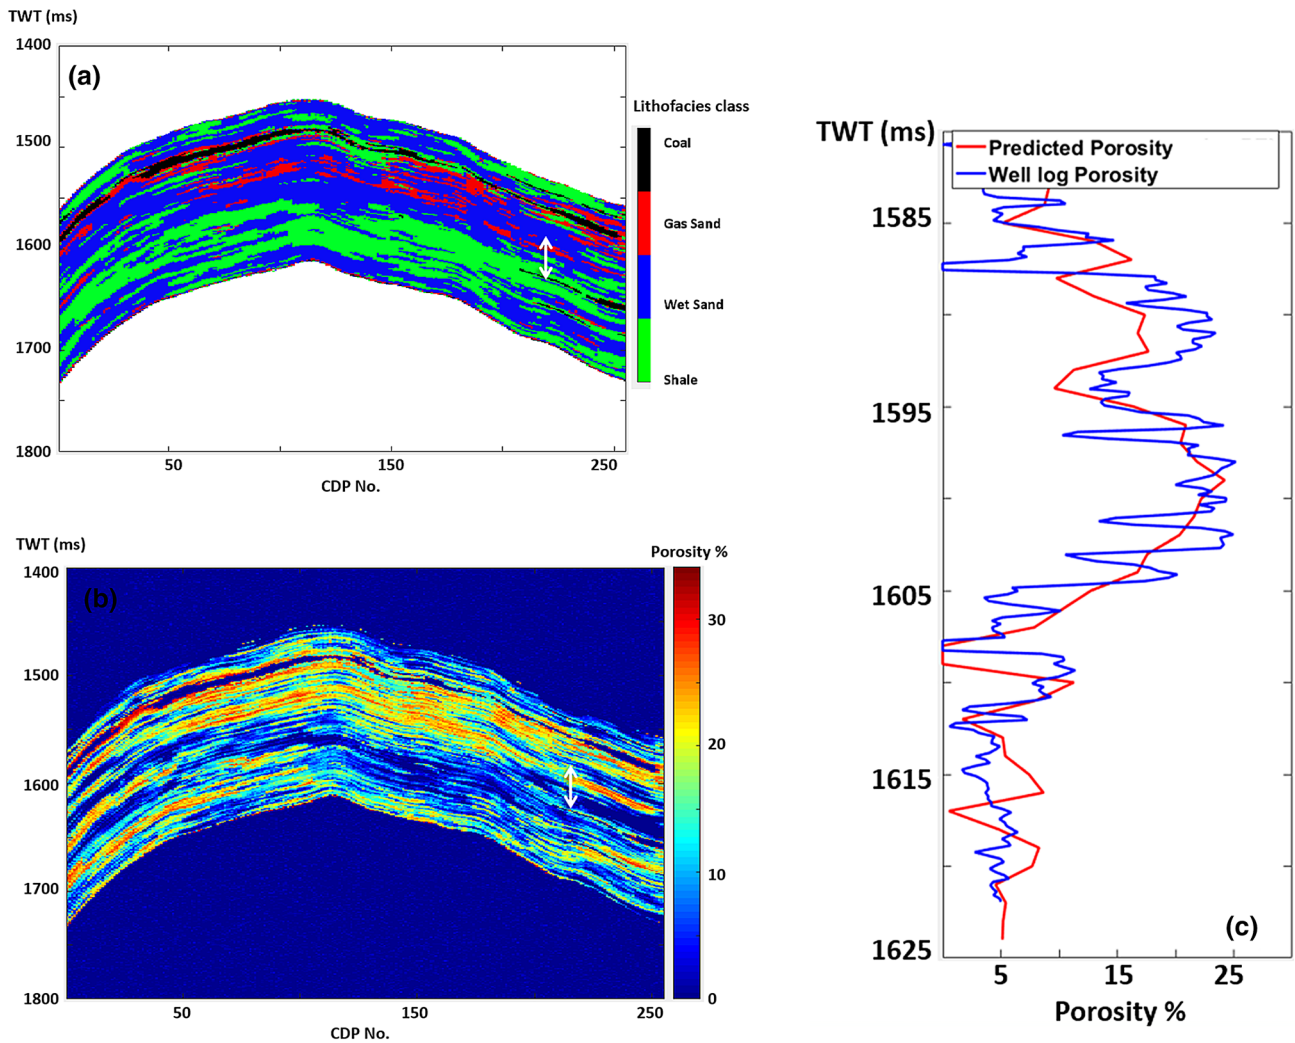 TWT (ms)
1400
(a)
1500
1600
1700
1800
50
150
250
CDP No.
Lithofacies class
Coal
Gas Sand
Wet Sand
Shale
TWT (ms)
1400
(b)
1500
1600
1700
1800
50
150
250
CDP No.
Porosity %
30
20
10
0
TWT (ms)
Predicted Porosity
Well log Porosity
1585
1595
1605
1615
1625
(c)
5
15
25
Porosity %